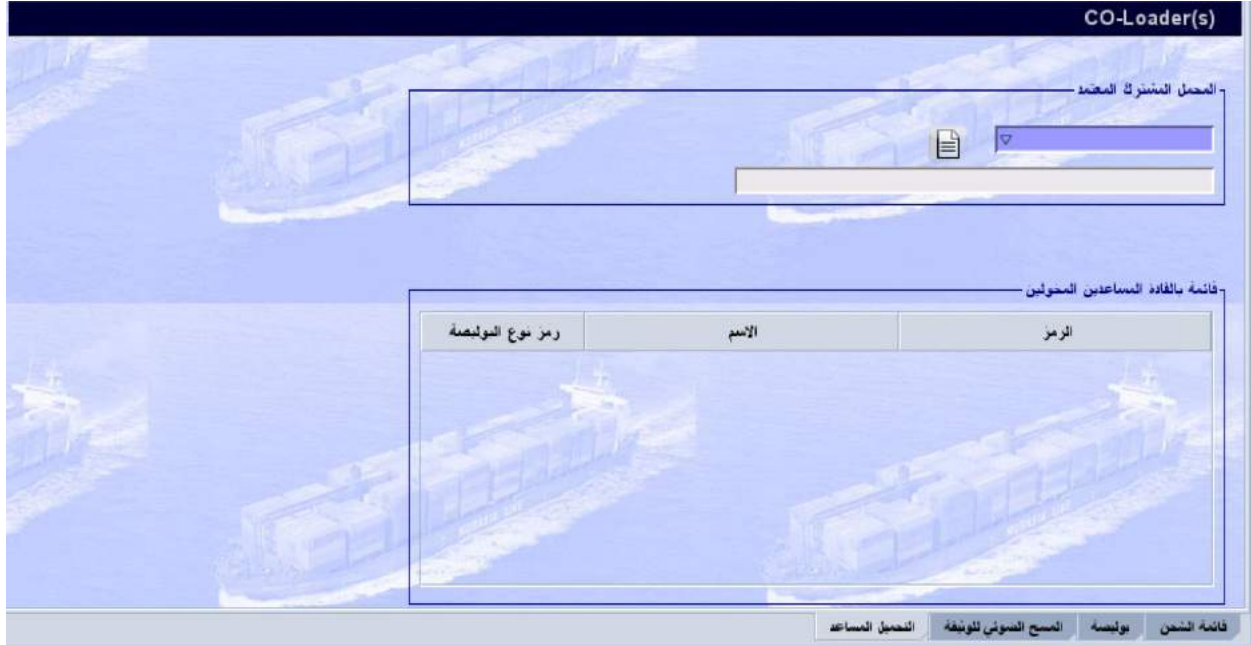 CO-Loader(s)
المحمل المشترك المعتمد
قائمة بالقادة المساعدين المخولين
الرمز
الاسم
رمز نوع البوليصة
قائمة الشحن
بوليصة
المسح الضوئي للوثيقة
التحميل المساعد